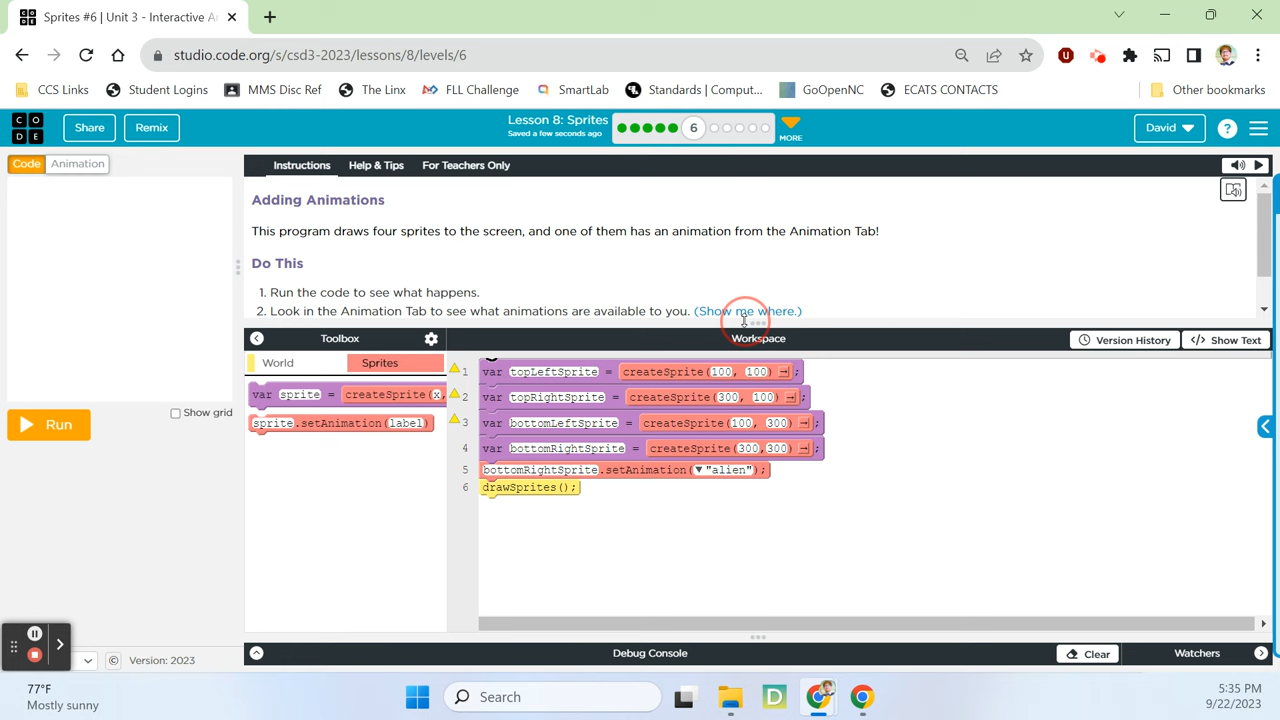 Sprites #6 | Unit 3 - Interactive An
studio.code.org/s/csd3-2023/lessons/8/levels/6
CCS Links Student Logins MMS Disc Ref The Linx FLL Challenge SmartLab Standards | Comput... GoOpenNC ECATS CONTACTS Other bookmarks
CODE
Share Remix
Lesson 8: Sprites
Saved a few seconds ago
6
MORE
David
Code Animation
Instructions Help & Tips For Teachers Only
Adding Animations
This program draws four sprites to the screen, and one of them has an animation from the Animation Tab!
Do This
1. Run the code to see what happens.
2. Look in the Animation Tab to see what animations are available to you. (Show me where.)
Toolbox
Workspace
Version History
</> Show Text
World Sprites
var sprite = createSprite(x,
sprite.setAnimation(label)
Show grid
Run
1 var topLeftSprite = createSprite(100, 100);
2 var topRightSprite = createSprite(300, 100);
3 var bottomLeftSprite = createSprite(100, 300);
4 var bottomRightSprite = createSprite(300,300);
5 bottomRightSprite.setAnimation("alien");
6 drawSprites();
Debug Console
Clear
Watchers
© Version: 2023
77°F
Mostly sunny
Search
5:35 PM
9/22/2023